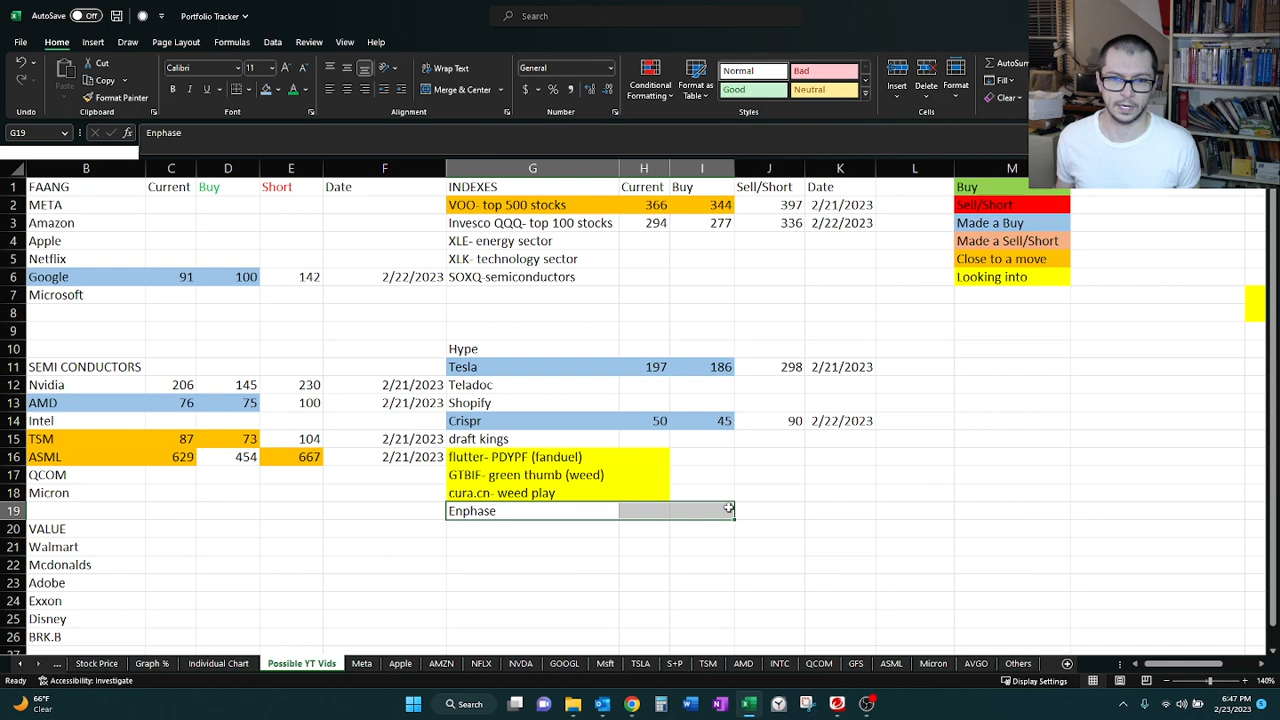 AutoSave Off Portfolio Tracker Search
File Home Insert Draw Page Layout Formulas Data Review View Help
Cut Calibri 11 Wrap Text General Normal Bad AutoSum
Copy Fill
Paste Format Painter Merge & Center Conditional Formatting Format as Table Good Neutral Insert Delete Format Clear
Undo Clipboard Font Alignment Number Styles Cells
G19 fx Enphase
B C D E F G H I J K L M
1 FAANG Current Buy Short Date INDEXES Current Buy Sell/Short Date Buy
2 META VOO- top 500 stocks 366 344 397 2/21/2023 Sell/Short
3 Amazon Invesco QQQ- top 100 stocks 294 277 336 2/22/2023 Made a Buy
4 Apple XLE- energy sector Made a Sell/Short
5 Netflix XLK- technology sector Close to a move
6 Google 91 100 142 2/22/2023 SOXQ-semiconductors Looking into
7 Microsoft
8
9
10 Hype
11 SEMI CONDUCTORS Tesla 197 186 298 2/21/2023
12 Nvidia 206 145 230 2/21/2023 Teladoc
13 AMD 76 75 100 2/21/2023 Shopify
14 Intel Crispr 50 45 90 2/22/2023
15 TSM 87 73 104 2/21/2023 draft kings
16 ASML 629 454 667 2/21/2023 flutter- PDYPF (fanduel)
17 QCOM GTBIF- green thumb (weed)
18 Micron cura.cn- weed play
19 Enphase
20 VALUE
21 Walmart
22 Mcdonalds
23 Adobe
24 Exxon
25 Disney
26 BRK.B
27
... Stock Price Graph % Individual Chart Possible YT Vids Meta Apple AMZN NFLX NVDA GOOGL Msft TSLA S+P TSM AMD INTC QCOM GFS ASML Micron AVGO Others
Ready Accessibility: Investigate Display Settings 140%
66°F Cloudy Search 6:47 PM
2/23/2023